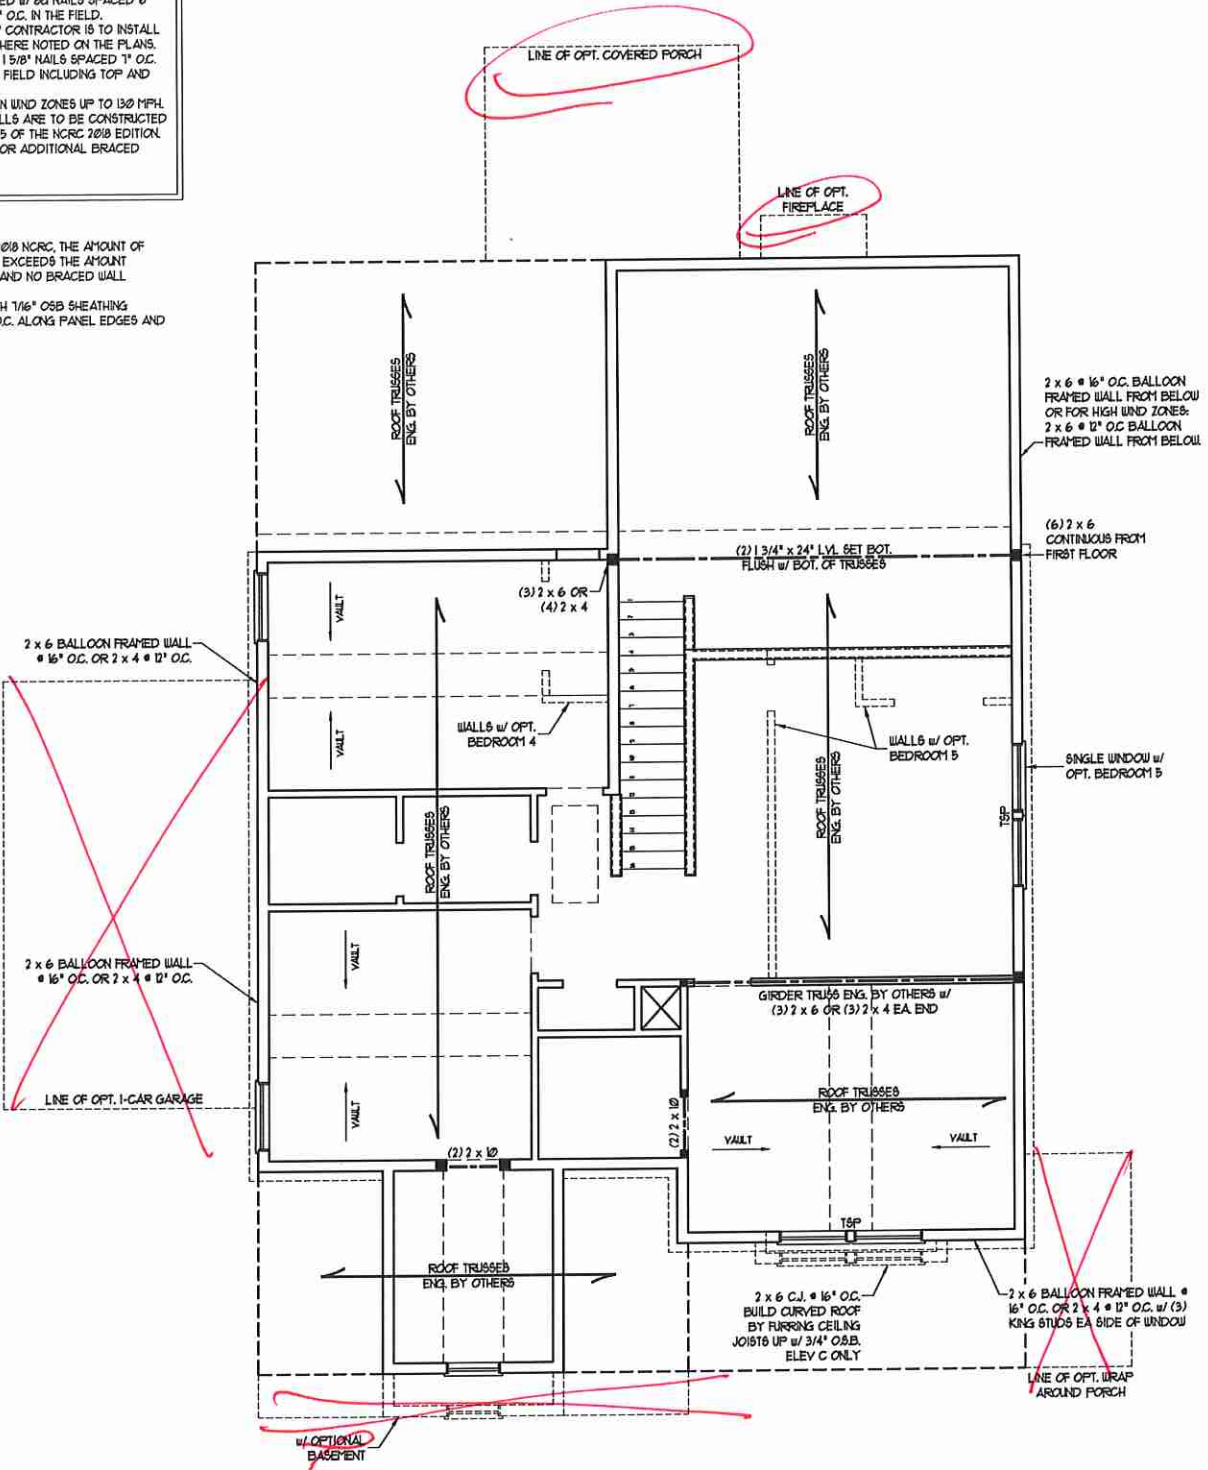 O.C. IN THE FIELD.
CONTRACTOR IS TO INSTALL
HERE NOTED ON THE PLANS.
1 5/8" NAILS SPACED 7" O.C.
FIELD INCLUDING TOP AND
N WIND ZONES UP TO 130 MPH.
LLS ARE TO BE CONSTRUCTED
OF THE NCRC 2018 EDITION.
OR ADDITIONAL BRACED
018 NCRC, THE AMOUNT OF
EXCEEDS THE AMOUNT
AND NO BRACED WALL
H 7/16" OSB SHEATHING
O.C. ALONG PANEL EDGES AND
LINE OF OPT. COVERED PORCH
LINE OF OPT.
FIREPLACE
ROOF TRUSSES
ENG. BY OTHERS
ROOF TRUSSES
ENG. BY OTHERS
2 x 6 @ 16" O.C. BALLOON
FRAMED WALL FROM BELOW
OR FOR HIGH WIND ZONES:
2 x 6 @ 12" O.C BALLOON
FRAMED WALL FROM BELOW.
(6) 2 x 6
CONTINUOUS FROM
FIRST FLOOR
(2) 1 3/4" x 24" LVL SET BOT.
FLUSH w/ BOT. OF TRUSSES
(3) 2 x 6 OR
(4) 2 x 4
VAULT
2 x 6 BALLOON FRAMED WALL
@ 16" O.C. OR 2 x 4 @ 12" O.C.
VAULT
WALLS w/ OPT.
BEDROOM 4
WALLS w/ OPT.
BEDROOM 5
SINGLE WINDOW w/
OPT. BEDROOM 5
ROOF TRUSSES
ENG. BY OTHERS
TSP
ROOF TRUSSES
ENG. BY OTHERS
VAULT
2 x 6 BALLOON FRAMED WALL
@ 16" O.C. OR 2 x 4 @ 12" O.C.
GIRDER TRUSS ENG. BY OTHERS w/
(3) 2 x 6 OR (3) 2 x 4 EA. END
LINE OF OPT. 1-CAR GARAGE
VAULT
ROOF TRUSSES
ENG. BY OTHERS
(2) 2 x 10
VAULT
VAULT
(2) 2 x 10
TSP
ROOF TRUSSES
ENG. BY OTHERS
2 x 6 C.J. @ 16" O.C.
BUILD CURVED ROOF
BY FURRING CEILING
JOISTS UP w/ 3/4" O.S.B.
ELEV C ONLY
2 x 6 BALLOON FRAMED WALL @
16" O.C. OR 2 x 4 @ 12" O.C. w/ (3)
KING STUDS EA SIDE OF WINDOW
LINE OF OPT. WRAP
AROUND PORCH
w/ OPTIONAL
BASEMENT